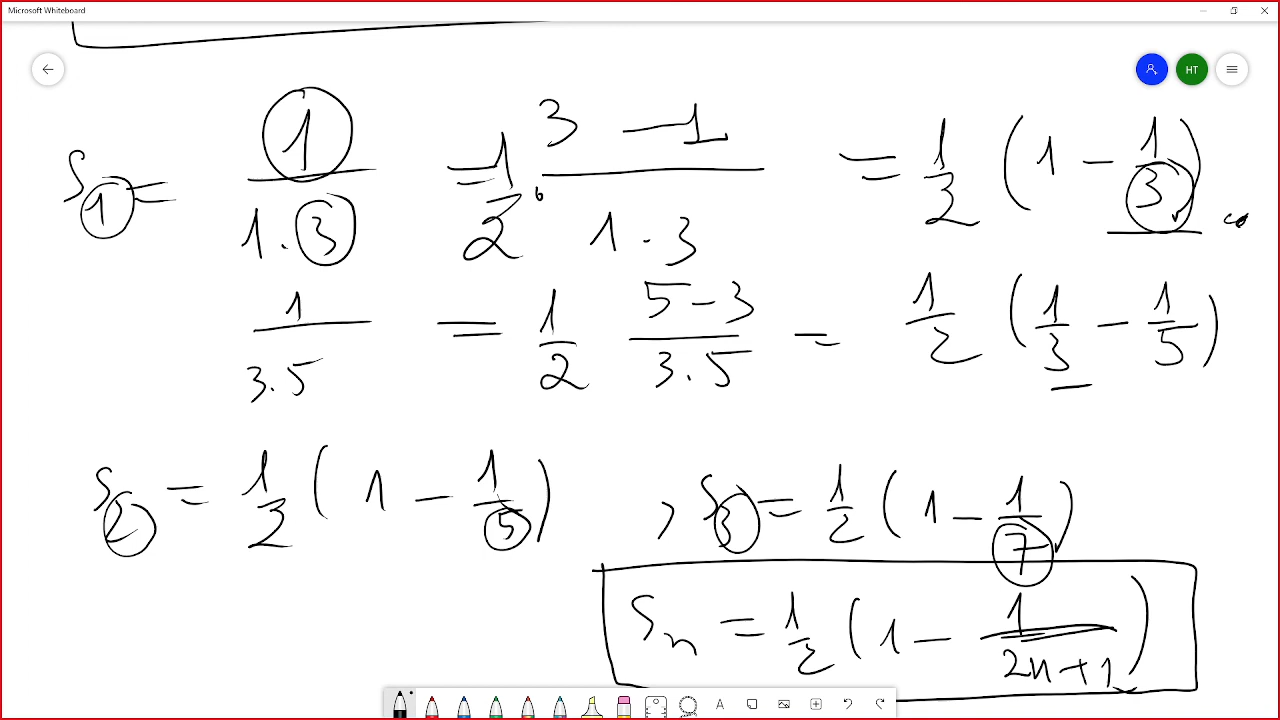 Microsoft Whiteboard
HT
S₁ = 1/(1·3) = 1/2 · (3 − 1)/(1·3) = 1/2 (1 − 1/3)
1/(3.5) = 1/2 (5−3)/(3.5) = 1/2 (1/3 − 1/5)
S₂ = 1/2 (1 − 1/5) , S₃ = 1/2 (1 − 1/7)
Sₙ = 1/2 (1 − 1/(2n+1))